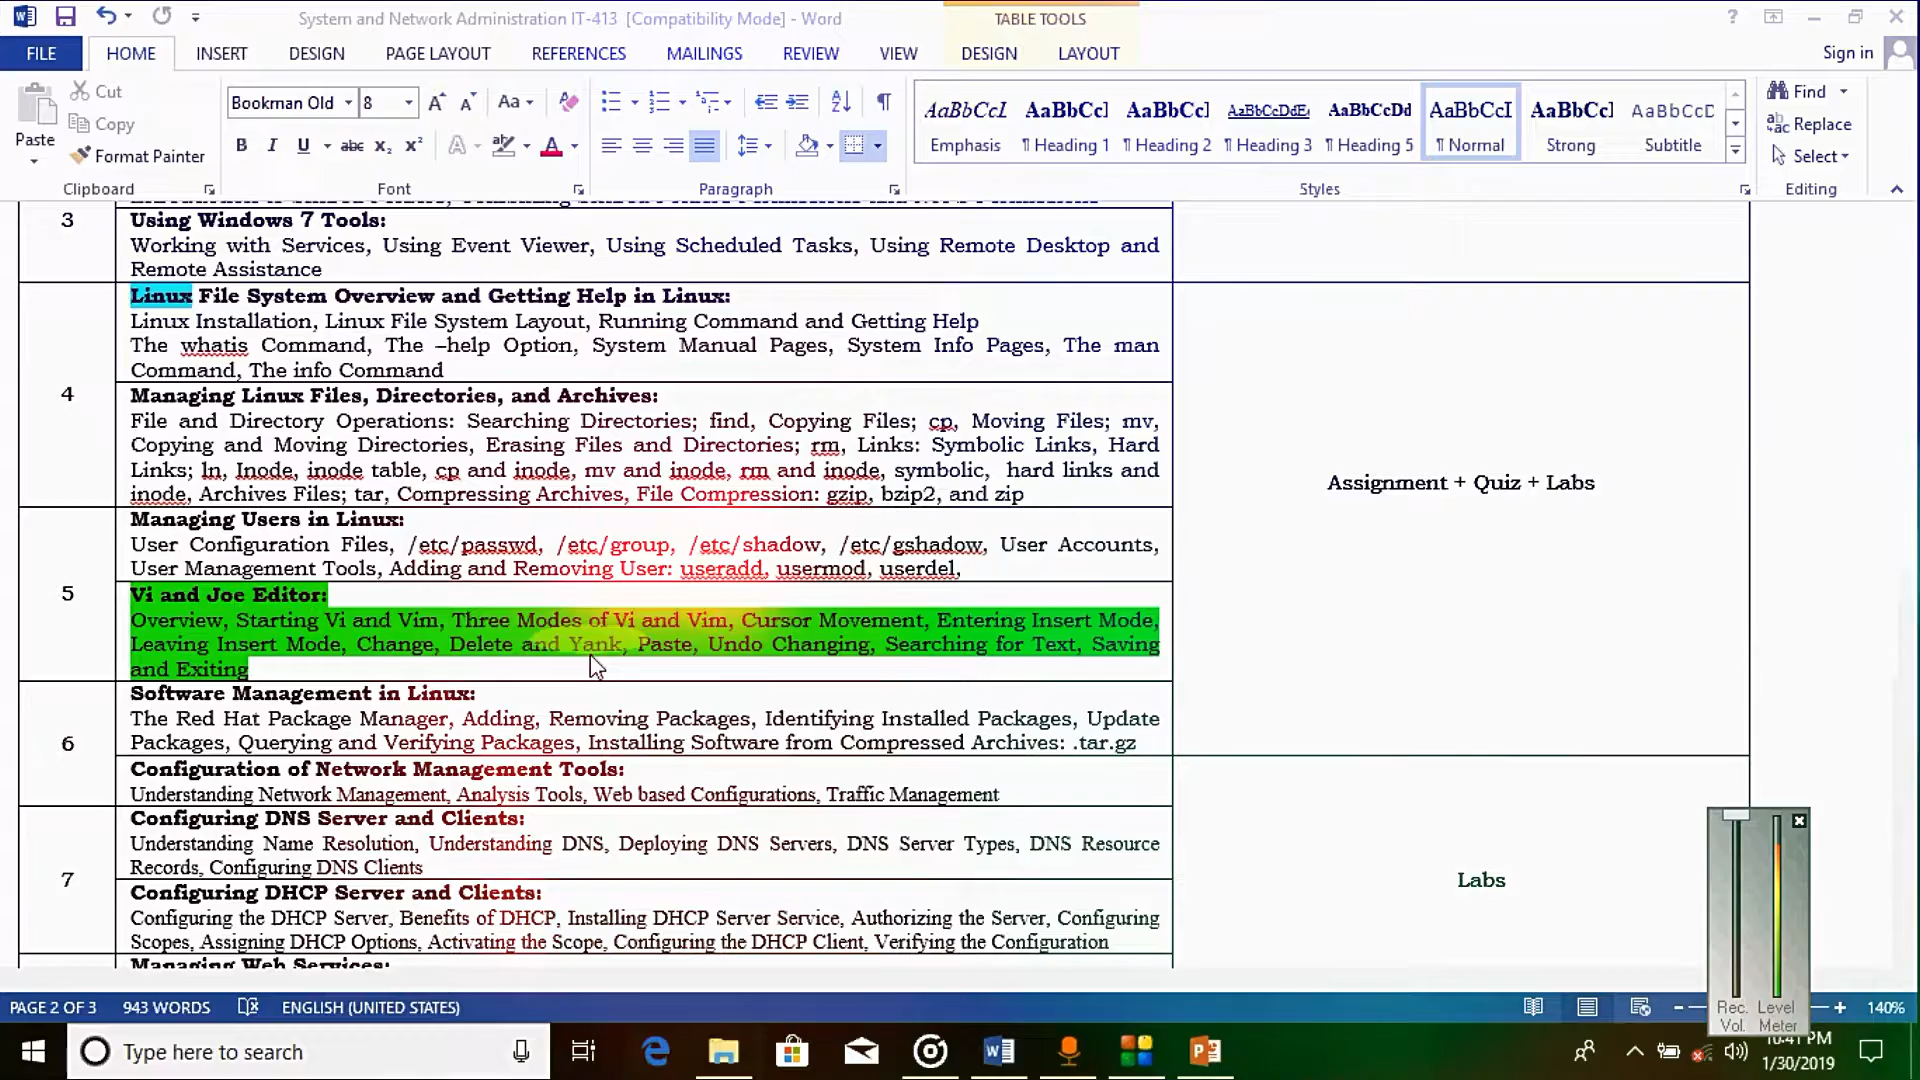 System and Network Administration IT-413 [Compatibility Mode] - Word
TABLE TOOLS
FILE HOME INSERT DESIGN PAGE LAYOUT REFERENCES MAILINGS REVIEW VIEW DESIGN LAYOUT Sign in
Cut
Copy
Paste
Format Painter
Clipboard
Bookman Old 8
Font
Paragraph
AaBbCcI AaBbCc] AaBbCc] AaBbCcDdEe AaBbCcDd AaBbCcI AaBbCc] AaBbCcD
Emphasis ¶ Heading 1 ¶ Heading 2 ¶ Heading 3 ¶ Heading 5 ¶ Normal Strong Subtitle
Styles
Find
Replace
Select
Editing
3
Using Windows 7 Tools:
Working with Services, Using Event Viewer, Using Scheduled Tasks, Using Remote Desktop and
Remote Assistance
4
Linux File System Overview and Getting Help in Linux:
Linux Installation, Linux File System Layout, Running Command and Getting Help
The whatis Command, The –help Option, System Manual Pages, System Info Pages, The man
Command, The info Command
Managing Linux Files, Directories, and Archives:
File and Directory Operations: Searching Directories; find, Copying Files; cp, Moving Files; mv,
Copying and Moving Directories, Erasing Files and Directories; rm, Links: Symbolic Links, Hard
Links; ln, Inode, inode table, cp and inode, mv and inode, rm and inode, symbolic, hard links and
inode, Archives Files; tar, Compressing Archives, File Compression: gzip, bzip2, and zip
Assignment + Quiz + Labs
5
Managing Users in Linux:
User Configuration Files, /etc/passwd, /etc/group, /etc/shadow, /etc/gshadow, User Accounts,
User Management Tools, Adding and Removing User: useradd, usermod, userdel,
Vi and Joe Editor:
Overview, Starting Vi and Vim, Three Modes of Vi and Vim, Cursor Movement, Entering Insert Mode,
Leaving Insert Mode, Change, Delete and Yank, Paste, Undo Changing, Searching for Text, Saving
and Exiting
6
Software Management in Linux:
The Red Hat Package Manager, Adding, Removing Packages, Identifying Installed Packages, Update
Packages, Querying and Verifying Packages, Installing Software from Compressed Archives: .tar.gz
Configuration of Network Management Tools:
Understanding Network Management, Analysis Tools, Web based Configurations, Traffic Management
7
Configuring DNS Server and Clients:
Understanding Name Resolution, Understanding DNS, Deploying DNS Servers, DNS Server Types, DNS Resource
Records, Configuring DNS Clients
Configuring DHCP Server and Clients:
Configuring the DHCP Server, Benefits of DHCP, Installing DHCP Server Service, Authorizing the Server, Configuring
Scopes, Assigning DHCP Options, Activating the Scope, Configuring the DHCP Client, Verifying the Configuration
Labs
Managing Web Services:
Rec. Level
Vol. Meter
PAGE 2 OF 3 943 WORDS ENGLISH (UNITED STATES) 140%
Type here to search
10:41 PM
1/30/2019